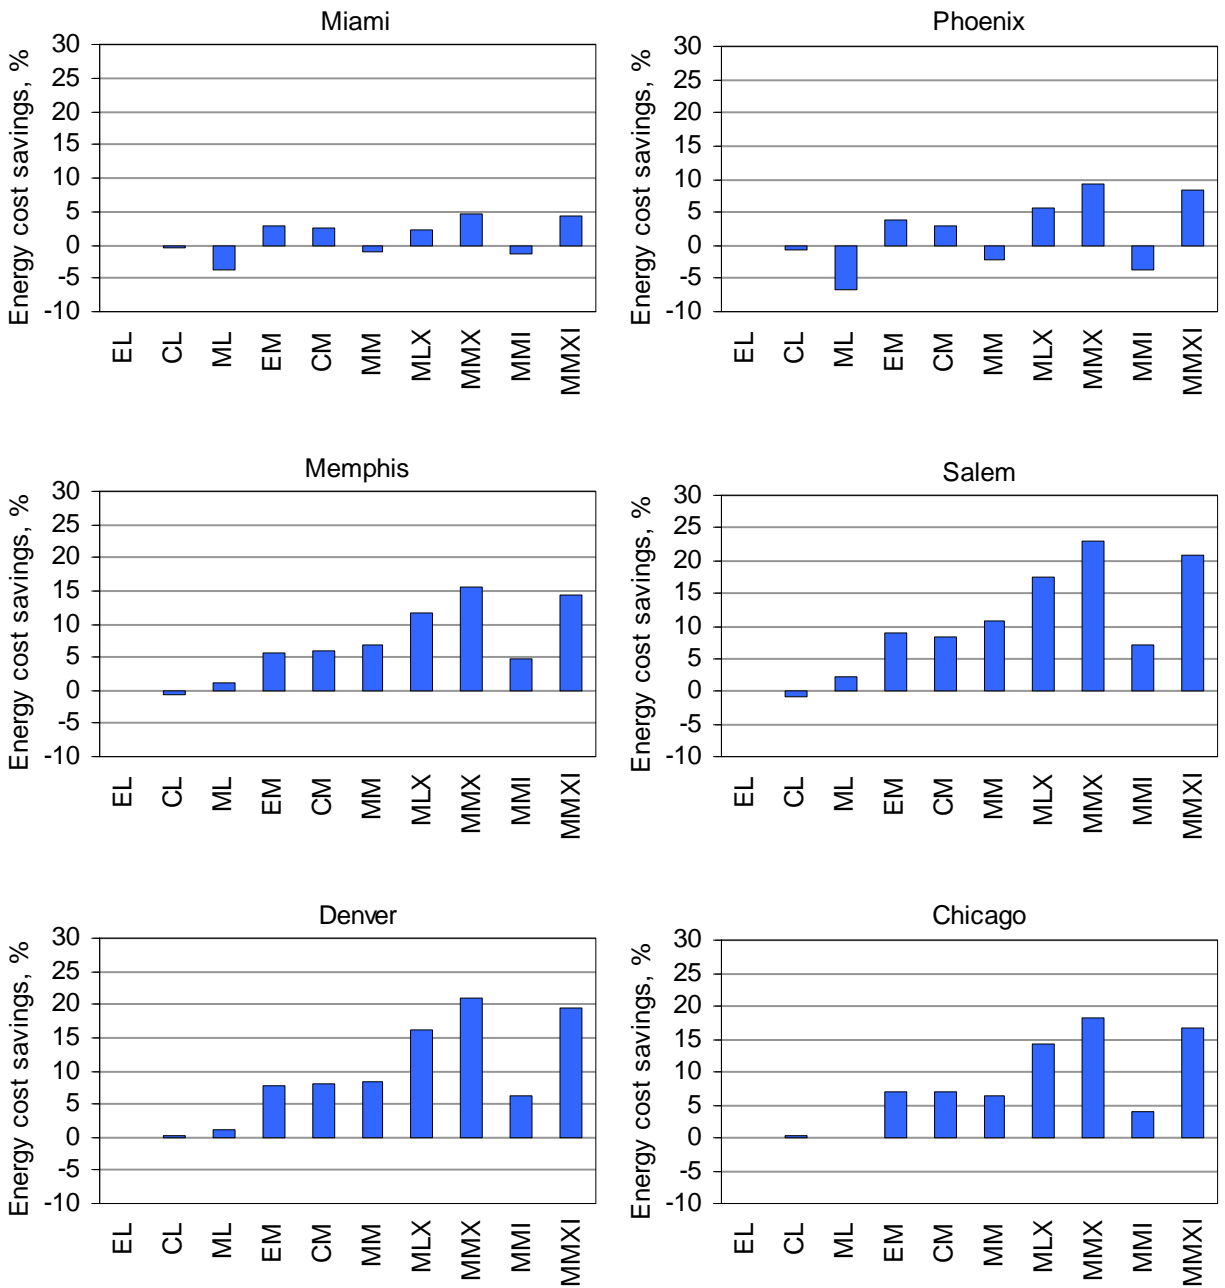 Miami
Energy cost savings, %
30
25
20
15
10
5
0
-5
-10
EL
CL
ML
EM
CM
MM
MLX
MMX
MMI
MMXI
Phoenix
Energy cost savings, %
30
25
20
15
10
5
0
-5
-10
EL
CL
ML
EM
CM
MM
MLX
MMX
MMI
MMXI
Memphis
Energy cost savings, %
30
25
20
15
10
5
0
-5
-10
EL
CL
ML
EM
CM
MM
MLX
MMX
MMI
MMXI
Salem
Energy cost savings, %
30
25
20
15
10
5
0
-5
-10
EL
CL
ML
EM
CM
MM
MLX
MMX
MMI
MMXI
Denver
Energy cost savings, %
30
25
20
15
10
5
0
-5
-10
EL
CL
ML
EM
CM
MM
MLX
MMX
MMI
MMXI
Chicago
Energy cost savings, %
30
25
20
15
10
5
0
-5
-10
EL
CL
ML
EM
CM
MM
MLX
MMX
MMI
MMXI